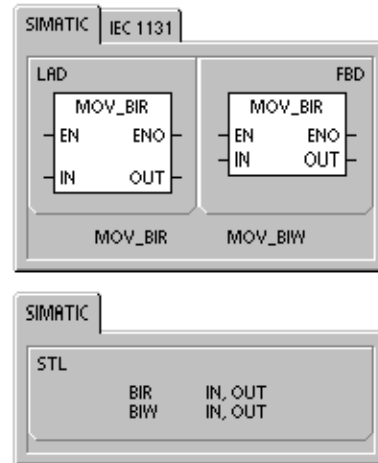 SIMATIC IEC 1131
LAD FBD
MOV_BIR MOV_BIR
EN ENO EN ENO
IN OUT IN OUT
MOV_BIR MOV_BIW
SIMATIC
STL
BIR IN, OUT
BIW IN, OUT